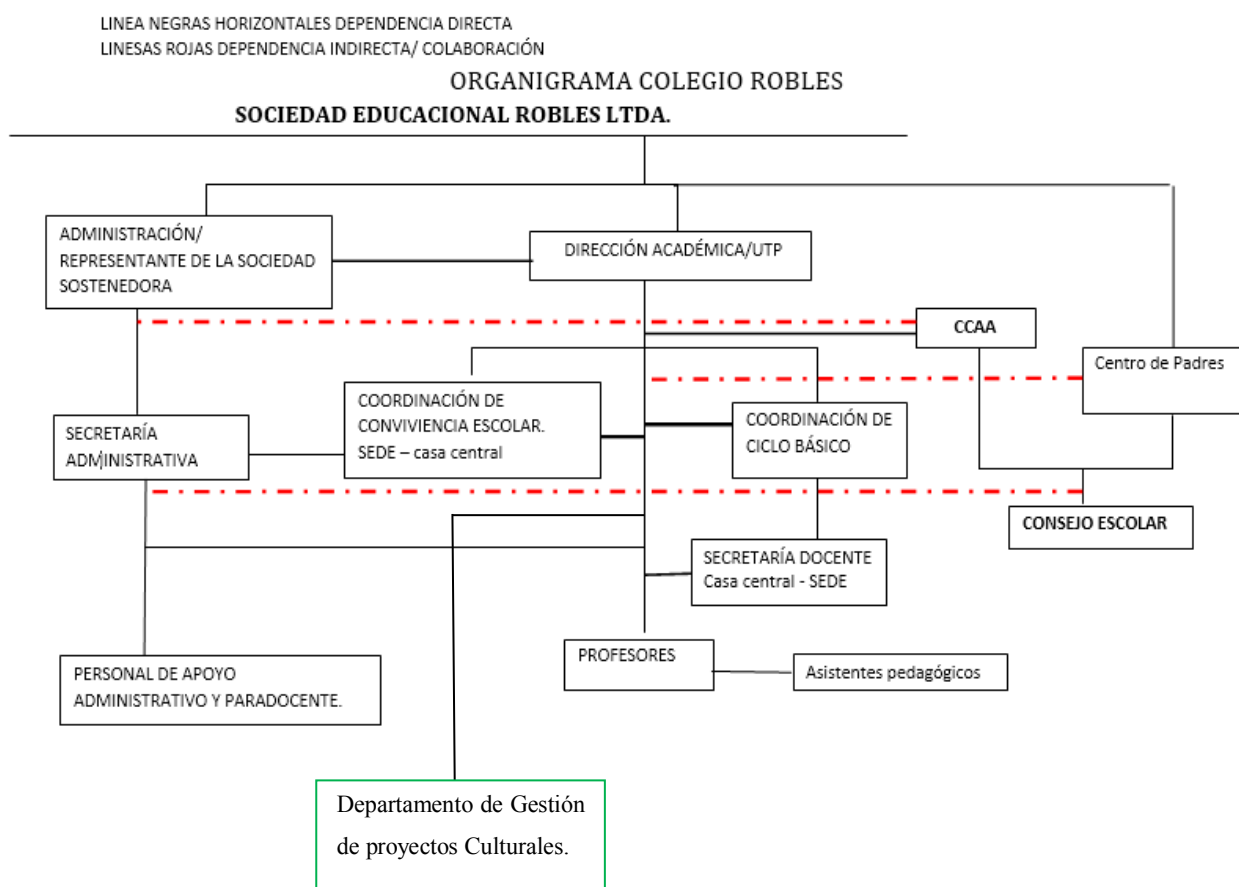 LINEA NEGRAS HORIZONTALES DEPENDENCIA DIRECTA
LINESAS ROJAS DEPENDENCIA INDIRECTA/ COLABORACIÓN
ORGANIGRAMA COLEGIO ROBLES
SOCIEDAD EDUCACIONAL ROBLES LTDA.
ADMINISTRACIÓN/
REPRESENTANTE DE LA SOCIEDAD
SOSTENEDORA
DIRECCIÓN ACADÉMICA/UTP
CCAA
Centro de Padres
COORDINACIÓN DE
CONVIVIENCIA ESCOLAR.
SEDE – casa central
COORDINACIÓN DE
CICLO BÁSICO
SECRETARÍA
ADMINISTRATIVA
CONSEJO ESCOLAR
SECRETARÍA DOCENTE
Casa central - SEDE
PROFESORES
Asistentes pedagógicos
PERSONAL DE APOYO
ADMINISTRATIVO Y PARADOCENTE.
Departamento de Gestión
de proyectos Culturales.